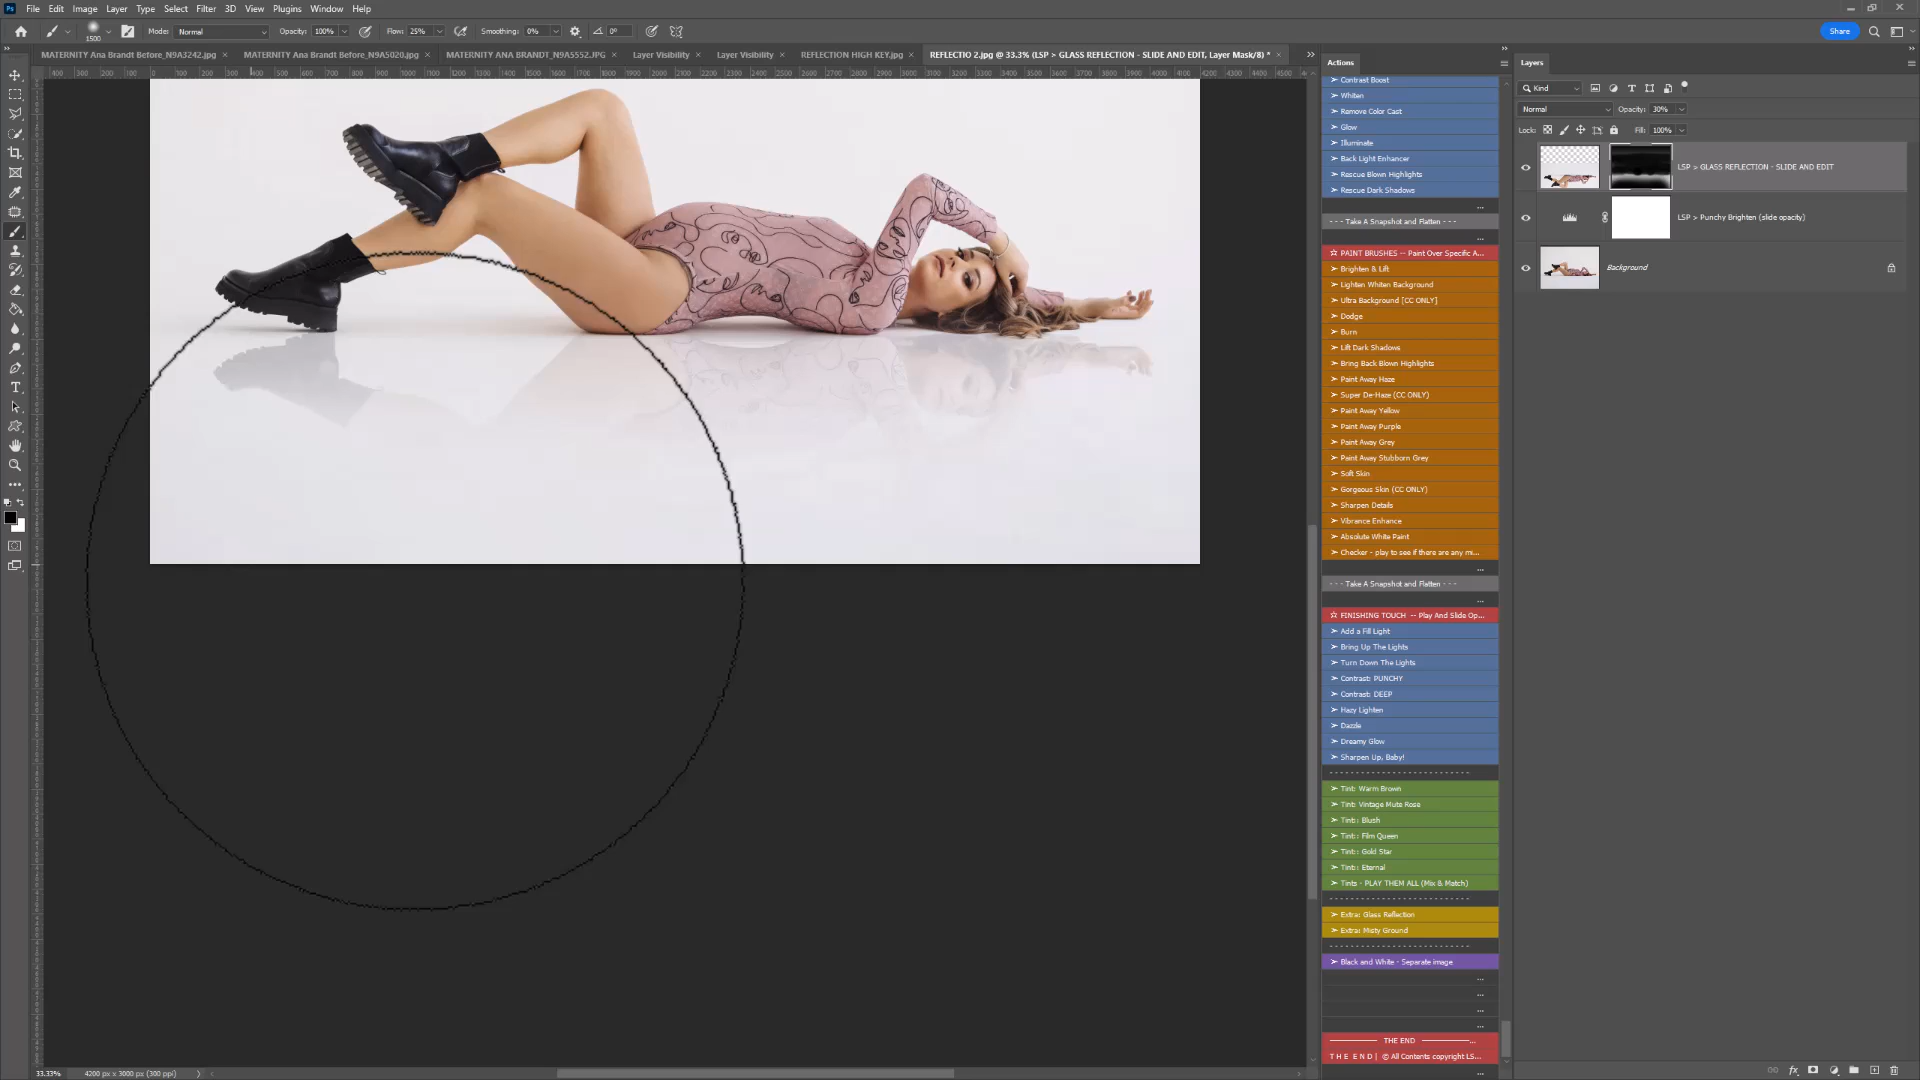 Ps File Edit Image Layer Type Select Filter 3D View Plugins Window Help
1500 Mode: Normal Opacity: 100% Flow: 25% Smoothing: 0% 0° Share
MATERNITY Ana Brandt Before_N9A3242.jpg × MATERNITY Ana Brandt Before_N9A5020.jpg × MATERNITY Ana BRANDT_N9A5552.JPG × Layer Visibility × Layer Visibility × REFLECTION HIGH KEY.jpg × REFLECTIO 2.jpg @ 33.3% (LSP > GLASS REFLECTION - SLIDE AND EDIT, Layer Mask/8) * ×
Actions
Contrast Boost
Whiten
Remove Color Cast
Glow
Illuminate
Back Light Enhancer
Rescue Blown Highlights
Rescue Dark Shadows
...
- - - Take A Snapshot and Flatten - - -
...
☆ PAINT BRUSHES -- Paint Over Specific A...
Brighten & Lift
Lighten Whiten Background
Ultra Background [CC ONLY]
Dodge
Burn
Lift Dark Shadows
Bring Back Blown Highlights
Paint Away Haze
Super De-Haze (CC ONLY)
Paint Away Yellow
Paint Away Purple
Paint Away Grey
Paint Away Stubborn Grey
Soft Skin
Gorgeous Skin (CC ONLY)
Sharpen Details
Vibrance Enhance
Absolute White Paint
Checker - play to see if there are any mi...
...
- - - Take A Snapshot and Flatten - - -
...
☆ FINISHING TOUCH -- Play And Slide Op...
Add a Fill Light
Bring Up The Lights
Turn Down The Lights
Contrast: PUNCHY
Contrast: DEEP
Hazy Lighten
Dazzle
Dreamy Glow
Sharpen Up, Baby!
Tint: Warm Brown
Tint: Vintage Mute Rose
Tint:: Blush
Tint:: Film Queen
Tint:: Gold Star
Tint:: Eternal
Tints - PLAY THEM ALL (Mix & Match)
Extra: Glass Reflection
Extra: Misty Ground
Black and White - Separate image.
...
...
...
...
THE END ...
T H E E N D | © All Contents copyright LS...
...
Layers
Kind
Normal Opacity: 30%
Lock: Fill: 100%
LSP > GLASS REFLECTION - SLIDE AND EDIT
LSP > Punchy Brighten (slide opacity)
Background
33.33% 4200 px x 3000 px (300 ppi)